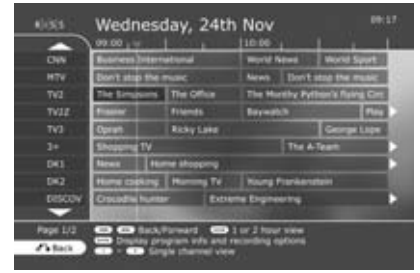 KISS Wednesday, 24th Nov 09:17
09:00 10:00
CNN Business International World News World Sport
MTV Don't stop the music News Don't stop the music
TV2 The Simpsons The Office The Monthy Python's flying Circ
TV2Z Frasier Friends Baywatch Play
TV3 Oprah Ricky Lake George Lope
3+ Shopping TV The A-Team
DK1 News Home shopping
DK2 Home cooking Morning TV Young Frankenstein
DISCOV Crocodile hunter Extreme Engineering
Page 1/2 Back/Forward 1 or 2 hour view
Display program info and recording options
Back Single channel view